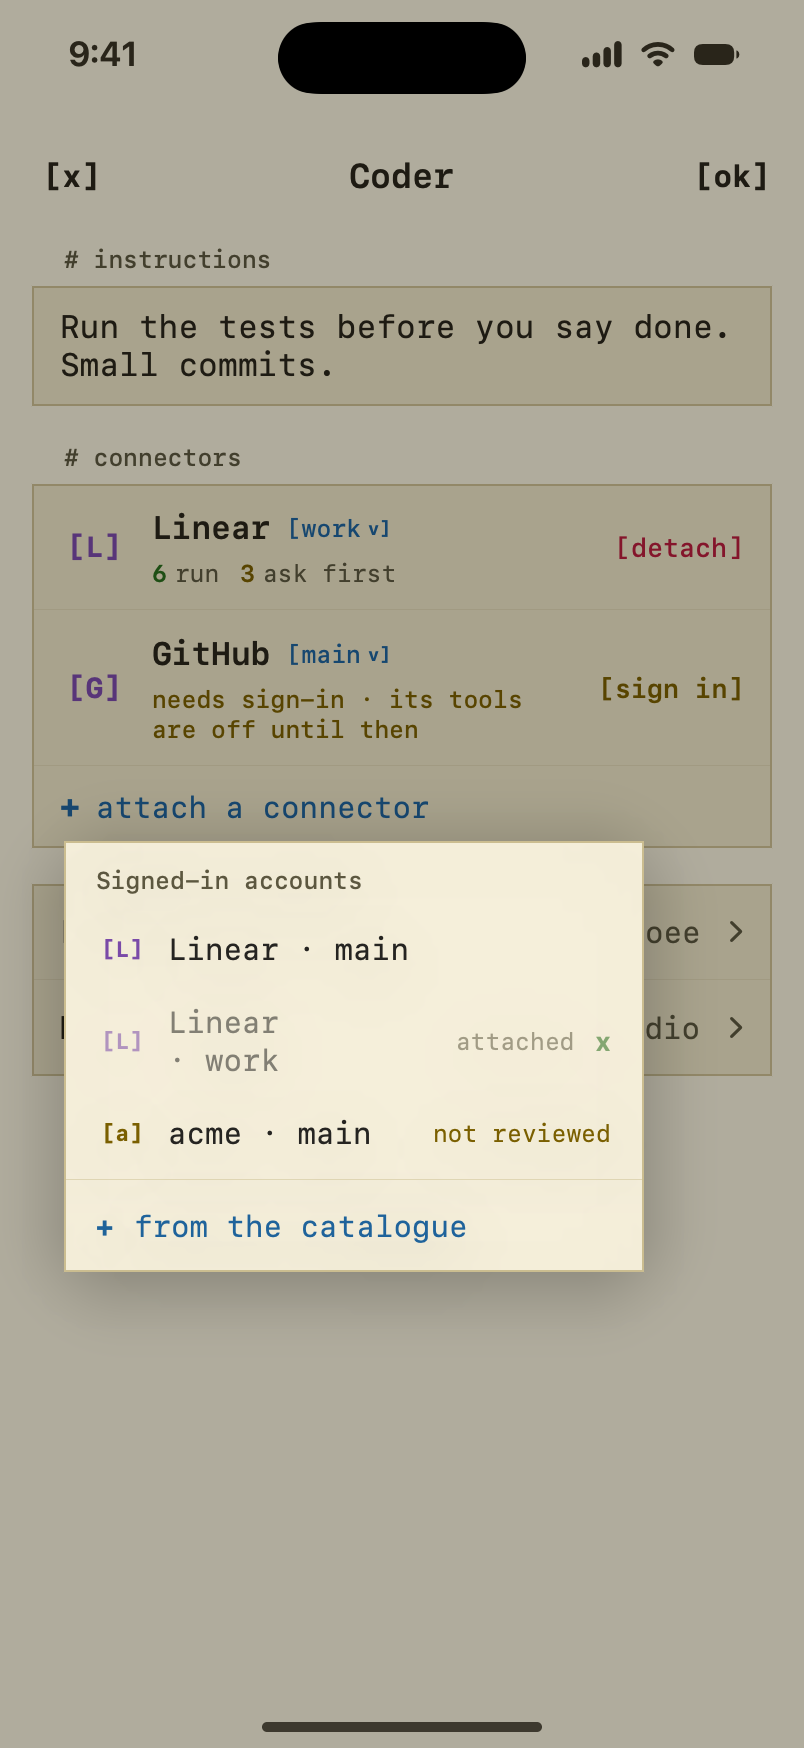 9:41
[x] Coder [ok]
# instructions
Run the tests before you say done.
Small commits.
# connectors
[L] Linear [work v]
6 run 3 ask first
[detach]
[G] GitHub [main v]
needs sign-in · its tools
are off until then
[sign in]
+ attach a connector
Signed-in accounts
[L] Linear · main
[L] Linear
· work
attached x
[a] acme · main not reviewed
+ from the catalogue